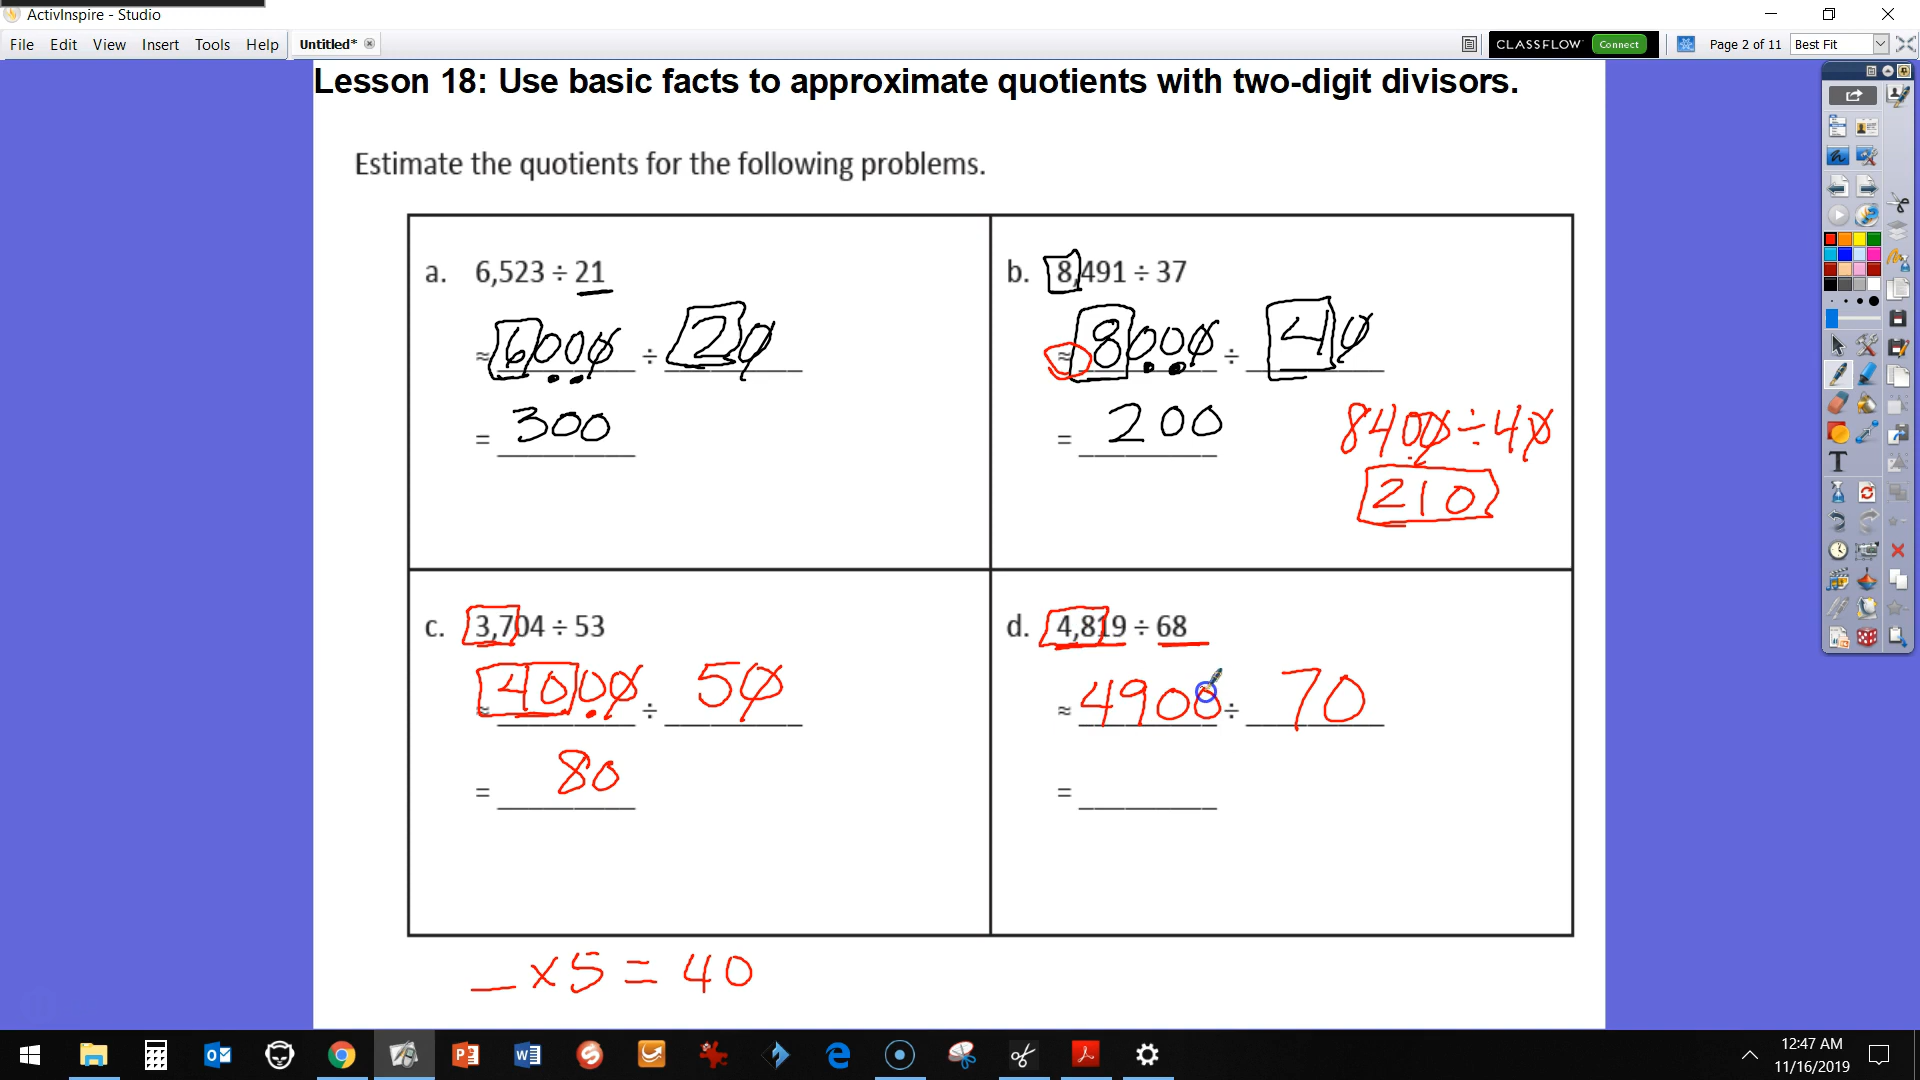 ActivInspire - Studio
File Edit View Insert Tools Help Untitled* CLASSFLOW Connect Page 2 of 11 Best Fit
Lesson 18: Use basic facts to approximate quotients with two-digit divisors.
Estimate the quotients for the following problems.
a. 6,523 ÷ 21
≈ 6000 ÷ 20
= 300
b. 8,491 ÷ 37
≈ 8000 ÷ 40
= 200
8400 ÷ 40
210
c. 3,704 ÷ 53
≈ 4000 ÷ 50
= 80
d. 4,819 ÷ 68
≈ 4900 ÷ 70
= ________
_ x 5 = 40
T
12:47 AM
11/16/2019